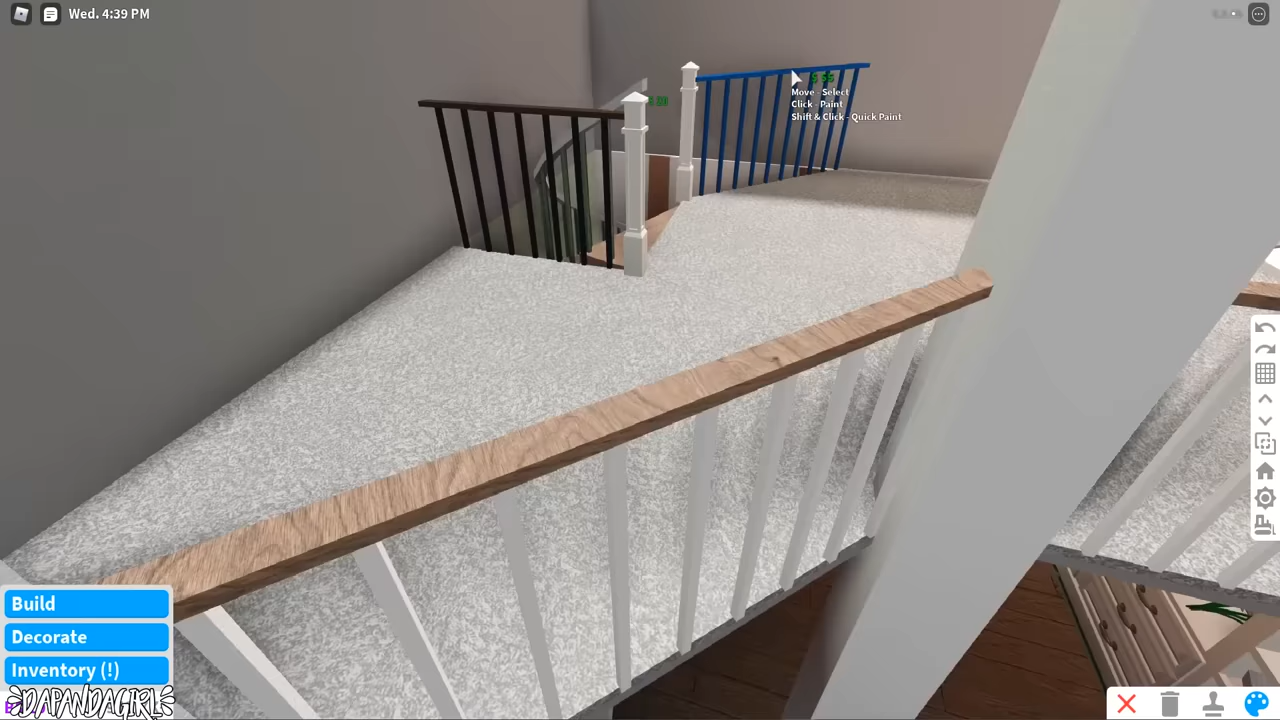 Wed. 4:39 PM
Move - Select
Click - Paint
Shift & Click - Quick Paint
Build
Decorate
Inventory (!)
DAPANDAGIRL